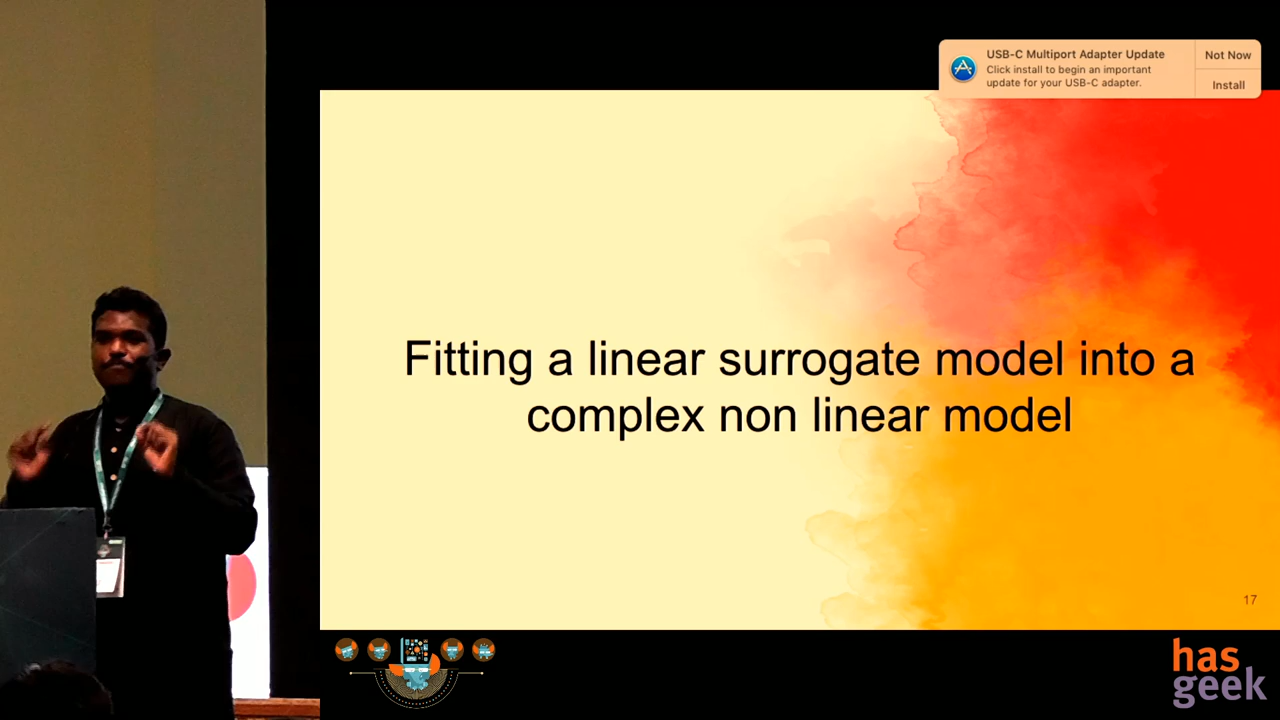 USB-C Multiport Adapter Update
Click install to begin an important
update for your USB-C adapter.
Not Now
Install
Fitting a linear surrogate model into a
complex non linear model
17
has
geek